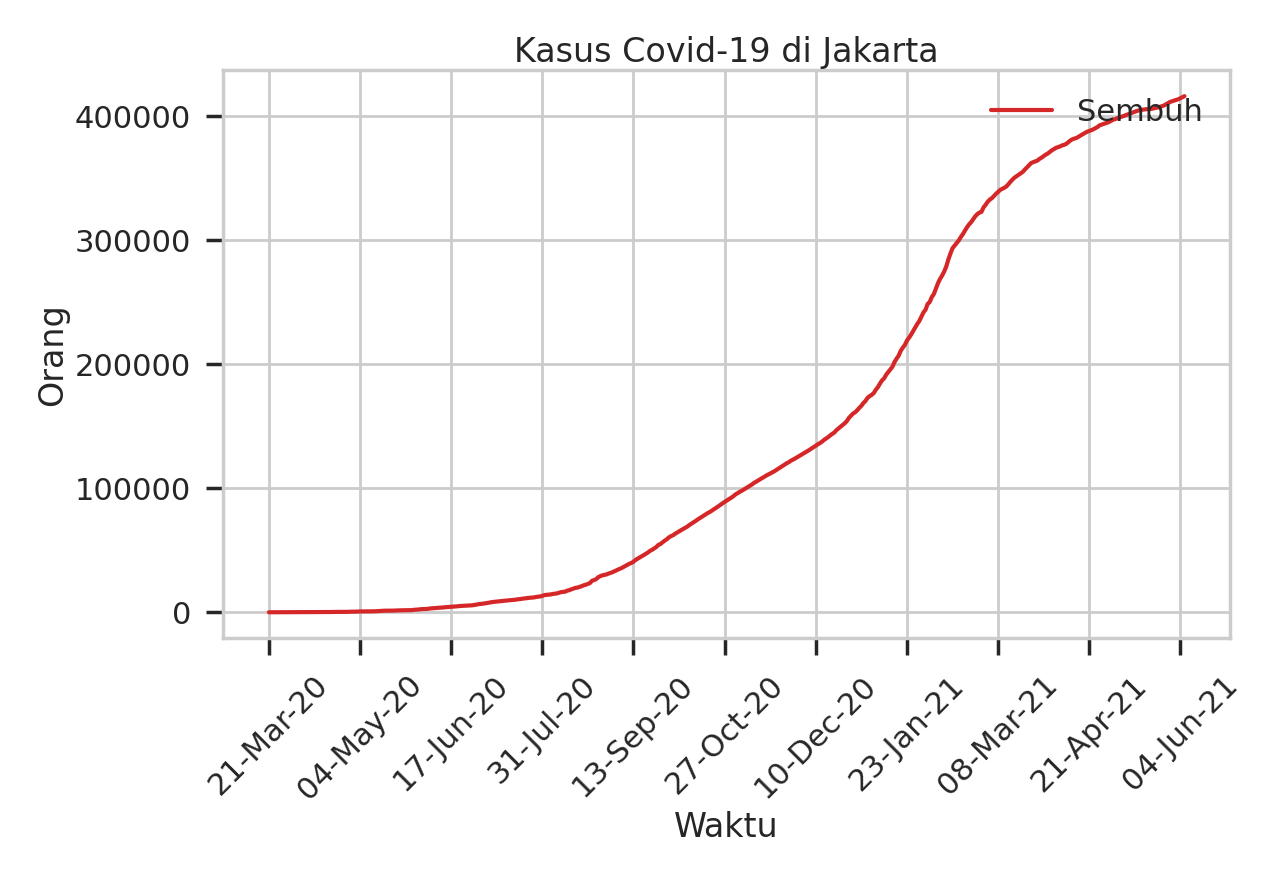 Kasus Covid-19 di Jakarta
Sembuh
400000
300000
200000
100000
0
Orang
21-Mar-20
04-May-20
17-Jun-20
31-Jul-20
13-Sep-20
27-Oct-20
10-Dec-20
23-Jan-21
08-Mar-21
21-Apr-21
04-Jun-21
Waktu